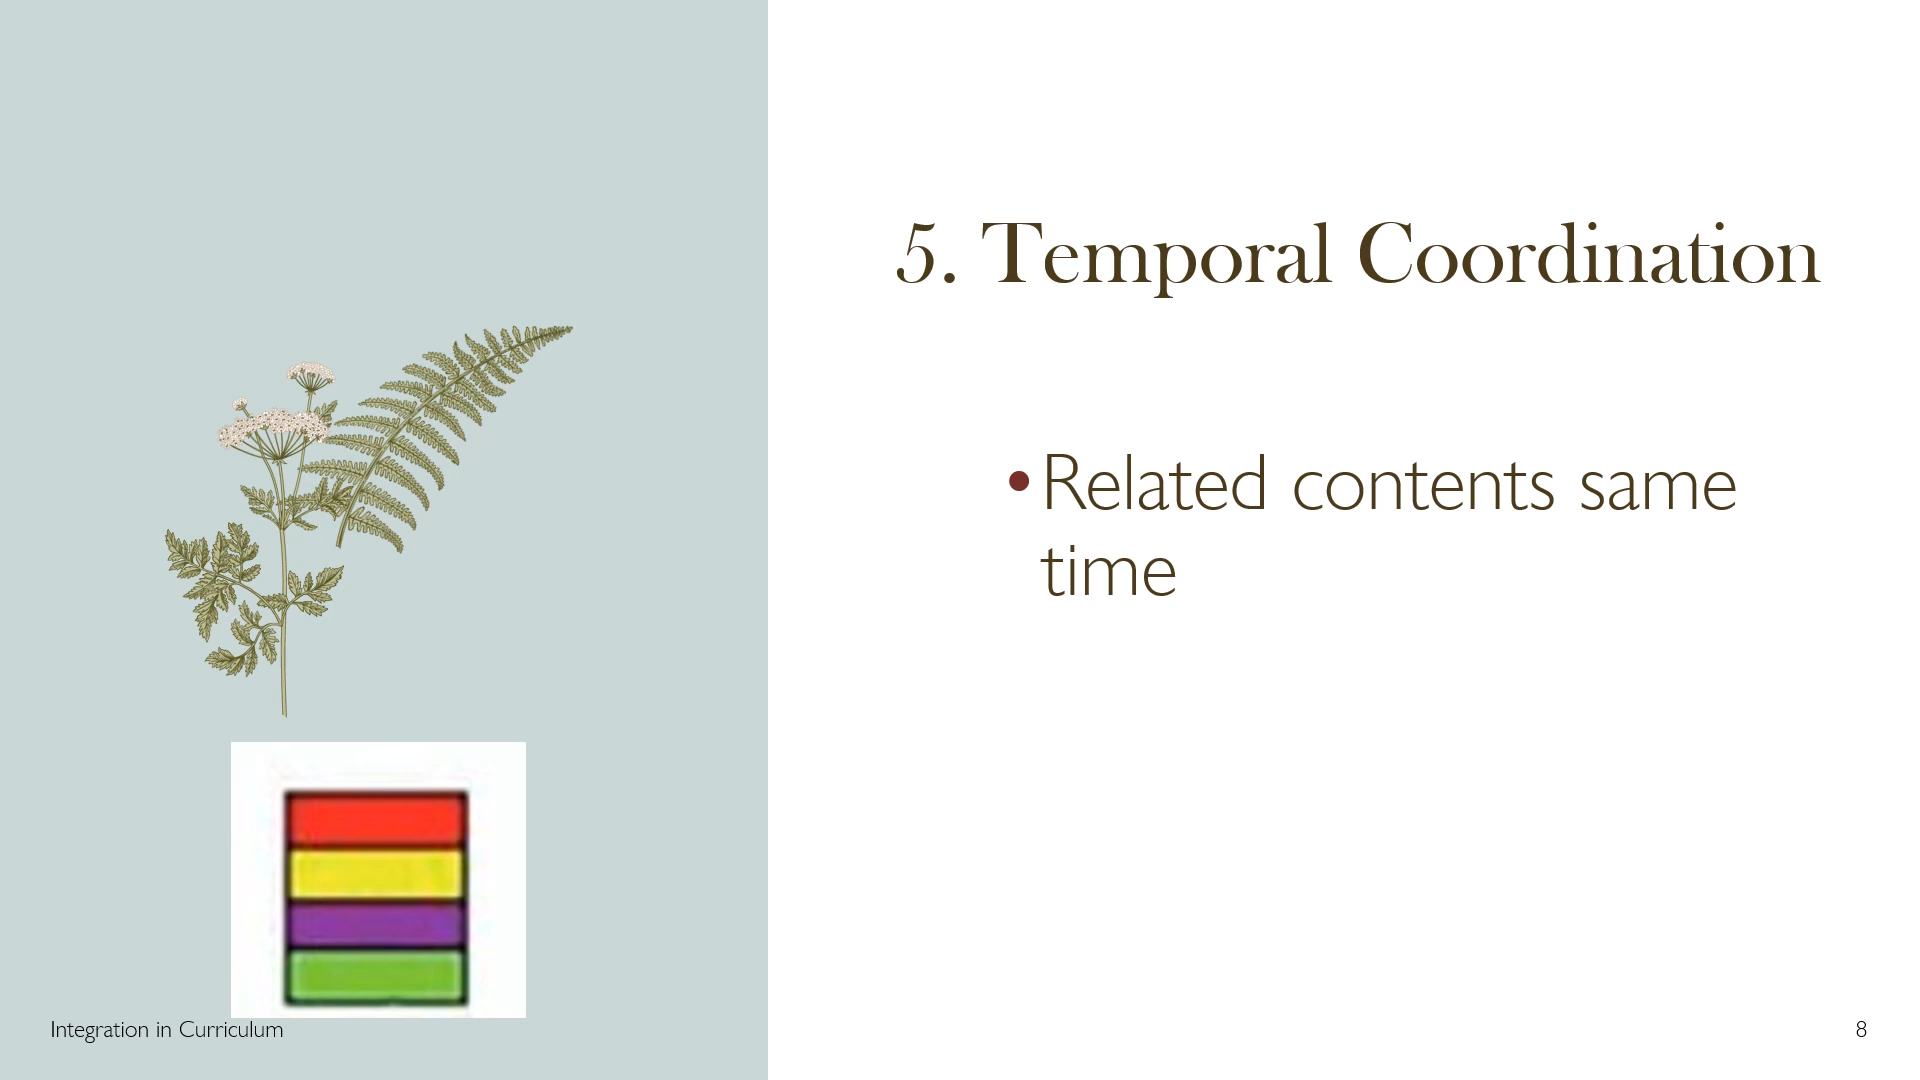 5. Temporal Coordination
•Related contents same
time
Integration in Curriculum
8